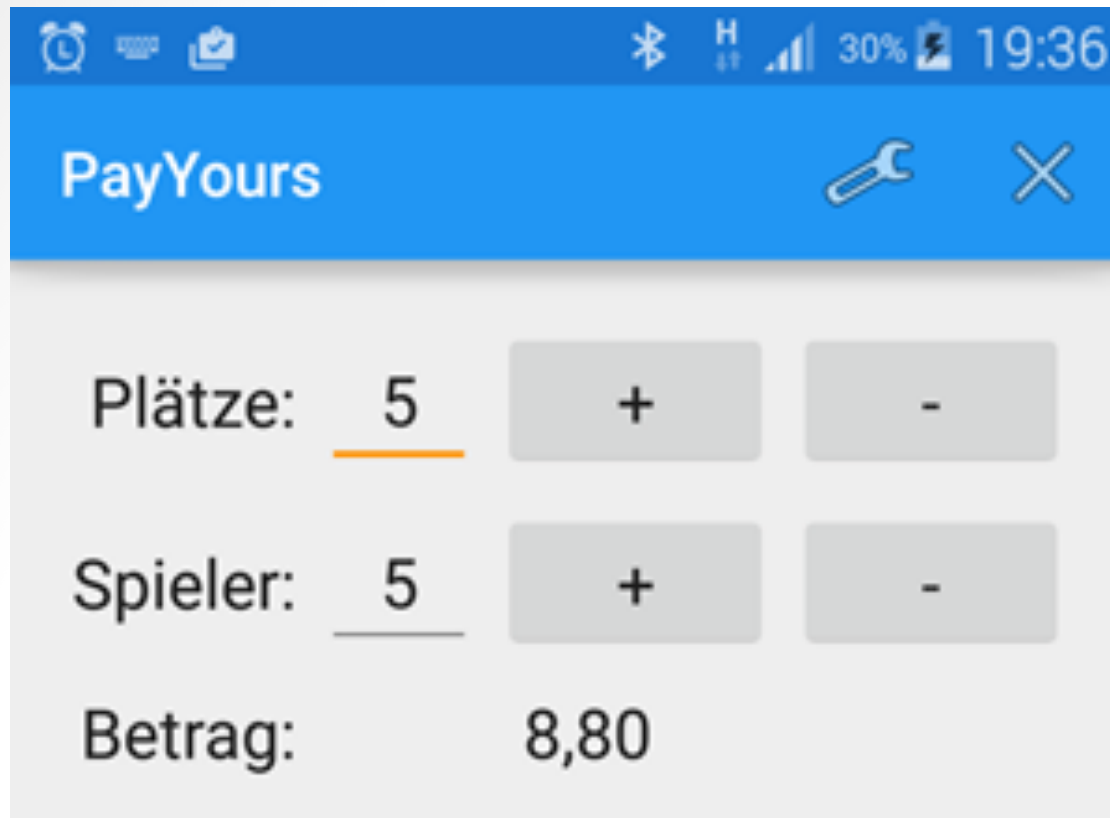 H 30% 19:36
PayYours
Plätze: 5 + -
Spieler: 5 + -
Betrag: 8,80